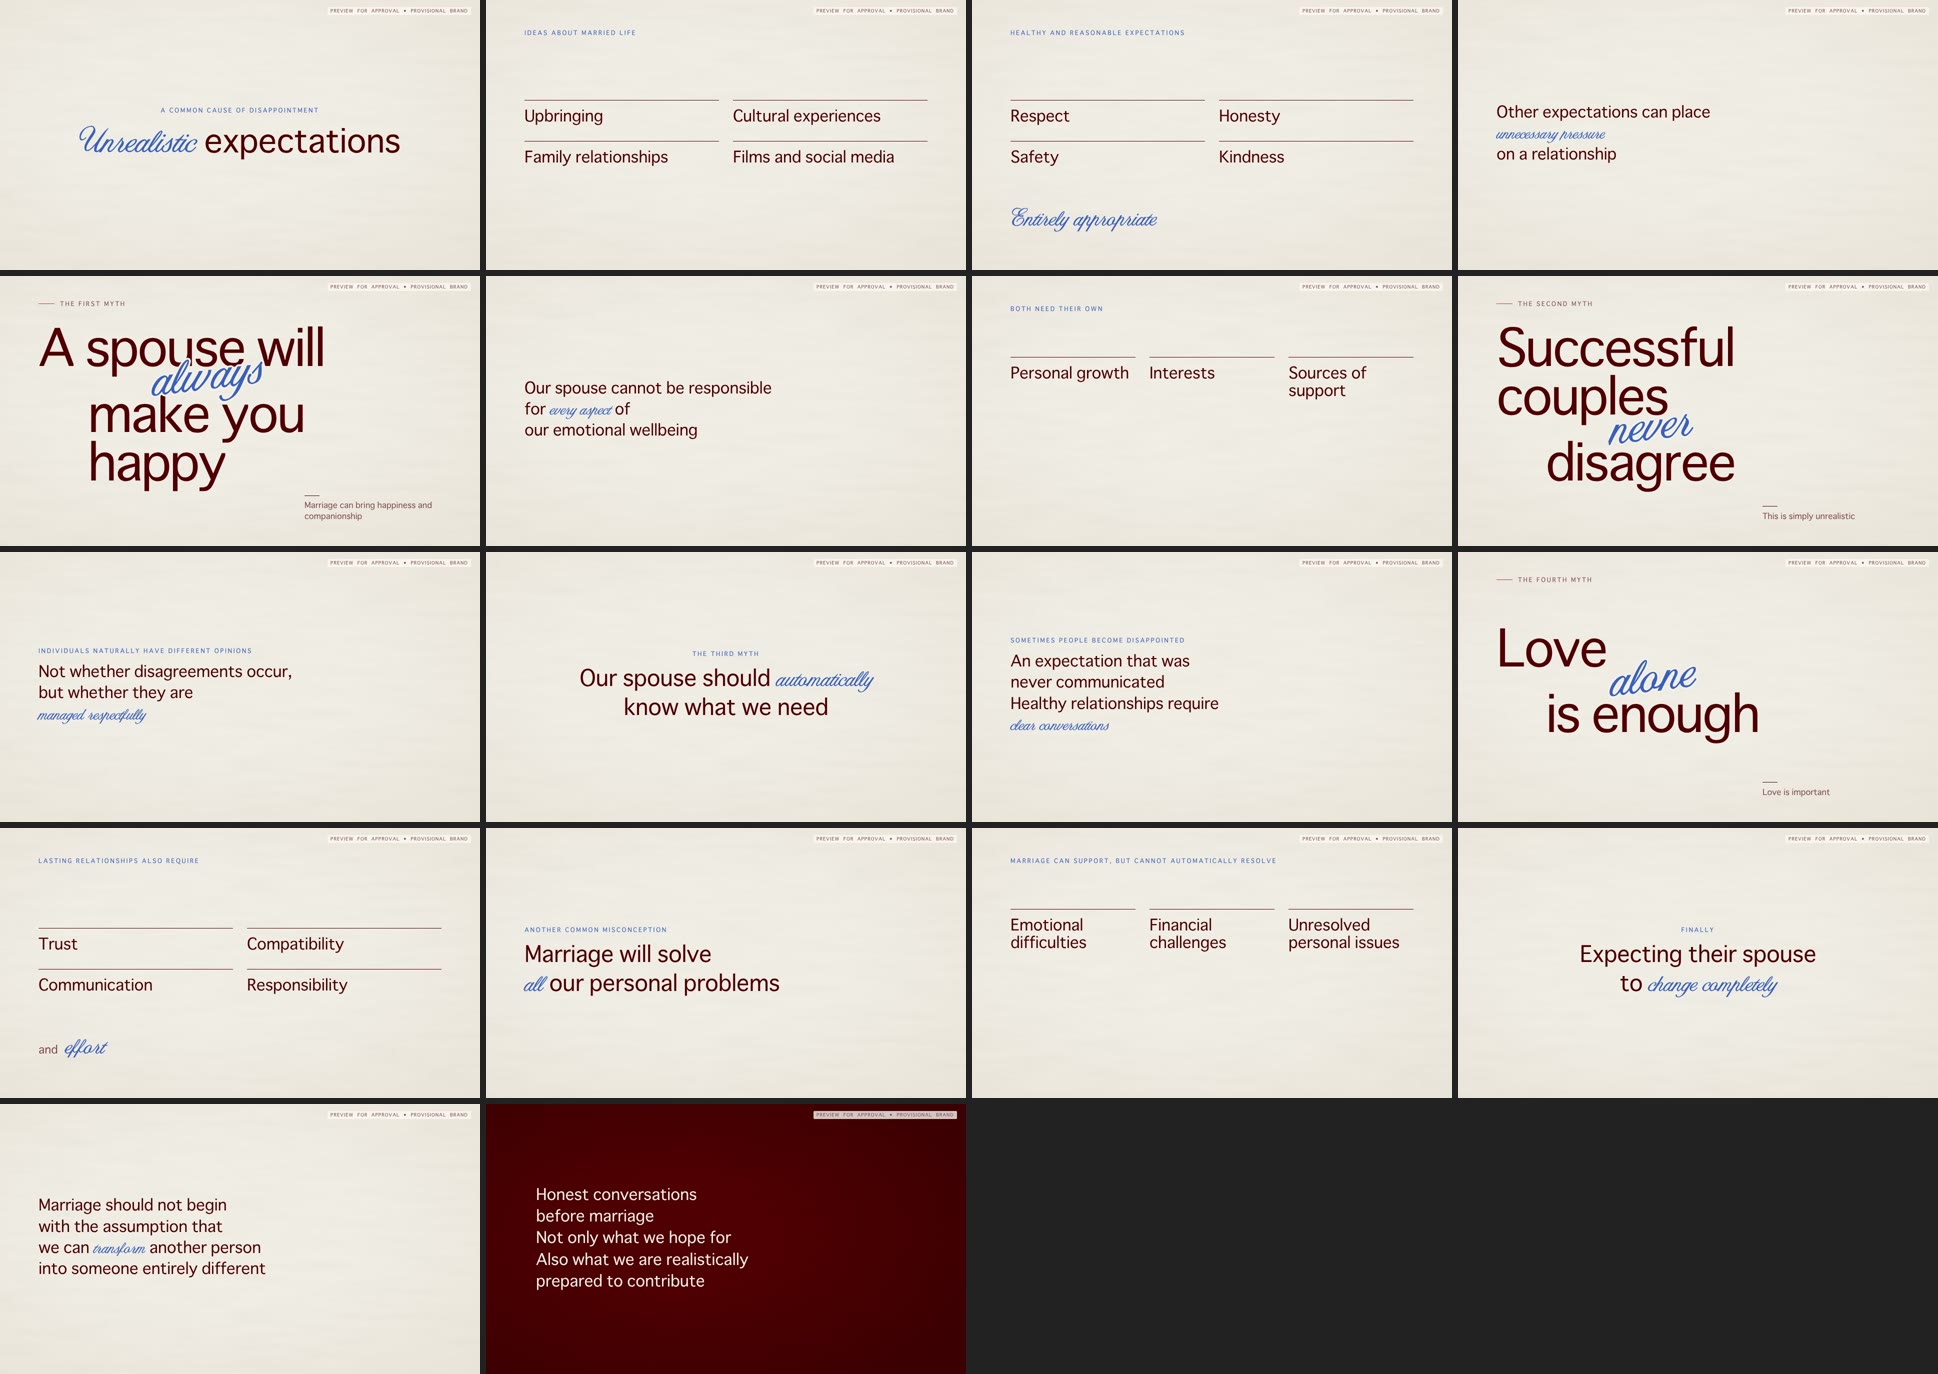 PREVIEW FOR APPROVAL • PROVISIONAL BRAND
A COMMON CAUSE OF DISAPPOINTMENT
Unrealistic expectations
PREVIEW FOR APPROVAL • PROVISIONAL BRAND
IDEAS ABOUT MARRIED LIFE
Upbringing
Cultural experiences
Family relationships
Films and social media
PREVIEW FOR APPROVAL • PROVISIONAL BRAND
HEALTHY AND REASONABLE EXPECTATIONS
Respect
Honesty
Safety
Kindness
Entirely appropriate
PREVIEW FOR APPROVAL • PROVISIONAL BRAND
Other expectations can place
unnecessary pressure
on a relationship
PREVIEW FOR APPROVAL • PROVISIONAL BRAND
THE FIRST MYTH
A spouse will
always
make you
happy
Marriage can bring happiness and
companionship
PREVIEW FOR APPROVAL • PROVISIONAL BRAND
Our spouse cannot be responsible
for every aspect of
our emotional wellbeing
PREVIEW FOR APPROVAL • PROVISIONAL BRAND
BOTH NEED THEIR OWN
Personal growth
Interests
Sources of
support
PREVIEW FOR APPROVAL • PROVISIONAL BRAND
THE SECOND MYTH
Successful
couples
never
disagree
This is simply unrealistic
PREVIEW FOR APPROVAL • PROVISIONAL BRAND
INDIVIDUALS NATURALLY HAVE DIFFERENT OPINIONS
Not whether disagreements occur,
but whether they are
managed respectfully
PREVIEW FOR APPROVAL • PROVISIONAL BRAND
THE THIRD MYTH
Our spouse should automatically
know what we need
PREVIEW FOR APPROVAL • PROVISIONAL BRAND
SOMETIMES PEOPLE BECOME DISAPPOINTED
An expectation that was
never communicated
Healthy relationships require
clear conversations
PREVIEW FOR APPROVAL • PROVISIONAL BRAND
THE FOURTH MYTH
Love
alone
is enough
Love is important
PREVIEW FOR APPROVAL • PROVISIONAL BRAND
LASTING RELATIONSHIPS ALSO REQUIRE
Trust
Compatibility
Communication
Responsibility
and effort
PREVIEW FOR APPROVAL • PROVISIONAL BRAND
ANOTHER COMMON MISCONCEPTION
Marriage will solve
all our personal problems
PREVIEW FOR APPROVAL • PROVISIONAL BRAND
MARRIAGE CAN SUPPORT, BUT CANNOT AUTOMATICALLY RESOLVE
Emotional
difficulties
Financial
challenges
Unresolved
personal issues
PREVIEW FOR APPROVAL • PROVISIONAL BRAND
FINALLY
Expecting their spouse
to change completely
PREVIEW FOR APPROVAL • PROVISIONAL BRAND
Marriage should not begin
with the assumption that
we can transform another person
into someone entirely different
PREVIEW FOR APPROVAL • PROVISIONAL BRAND
Honest conversations
before marriage
Not only what we hope for
Also what we are realistically
prepared to contribute